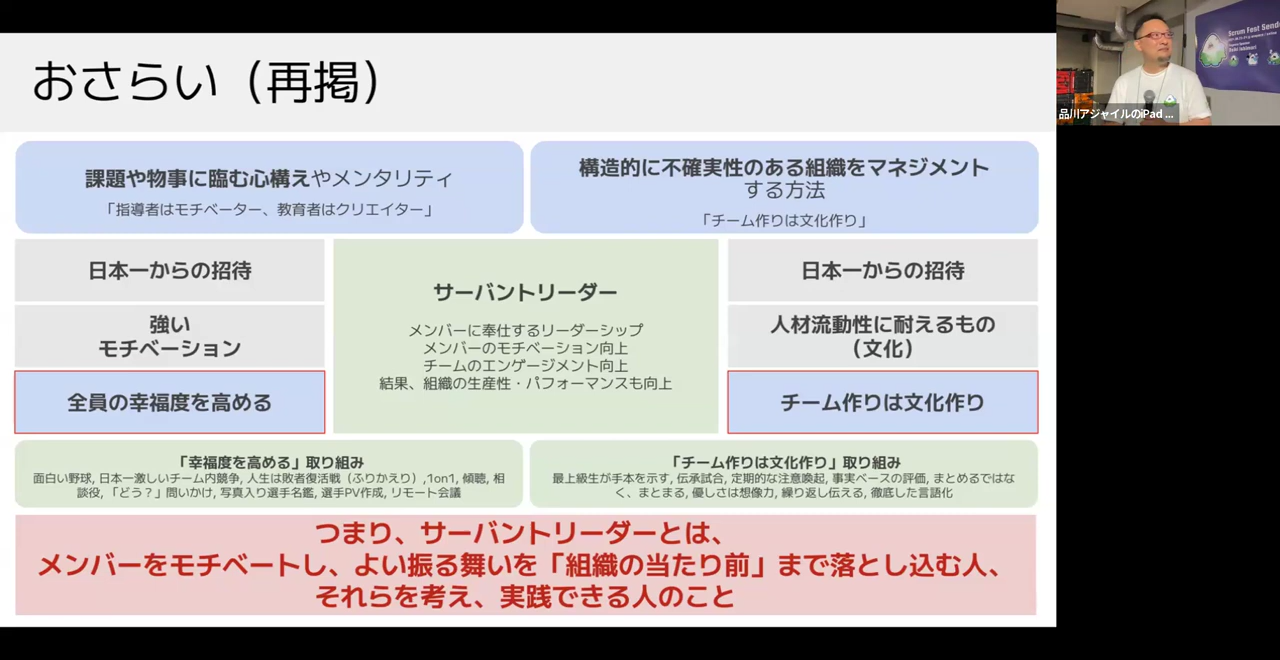 おさらい（再掲）
課題や物事に臨む心構えやメンタリティ
「指導者はモチベーター、教育者はクリエイター」
構造的に不確実性のある組織をマネジメント
する方法
「チーム作りは文化作り」
日本一からの招待
強い
モチベーション
全員の幸福度を高める
サーバントリーダー
メンバーに奉仕するリーダーシップ
メンバーのモチベーション向上
チームのエンゲージメント向上
結果、組織の生産性・パフォーマンスも向上
日本一からの招待
人材流動性に耐えるもの
（文化）
チーム作りは文化作り
「幸福度を高める」取り組み
面白い野球, 日本一激しいチーム内競争, 人生は敗者復活戦（ふりかえり）,1on1, 傾聴, 相
談役, 「どう？」問いかけ, 写真入り選手名鑑, 選手PV作成, リモート会議
「チーム作りは文化作り」取り組み
最上級生が手本を示す, 伝承試合, 定期的な注意喚起, 事実ベースの評価, まとめるではな
く、まとまる, 優しさは想像力, 繰り返し伝える, 徹底した言語化
つまり、サーバントリーダーとは、
メンバーをモチベートし、よい振る舞いを「組織の当たり前」まで落とし込む人、
それらを考え、実践できる人のこと
Scrum Fest Senda
品川アジャイルのiPad ...